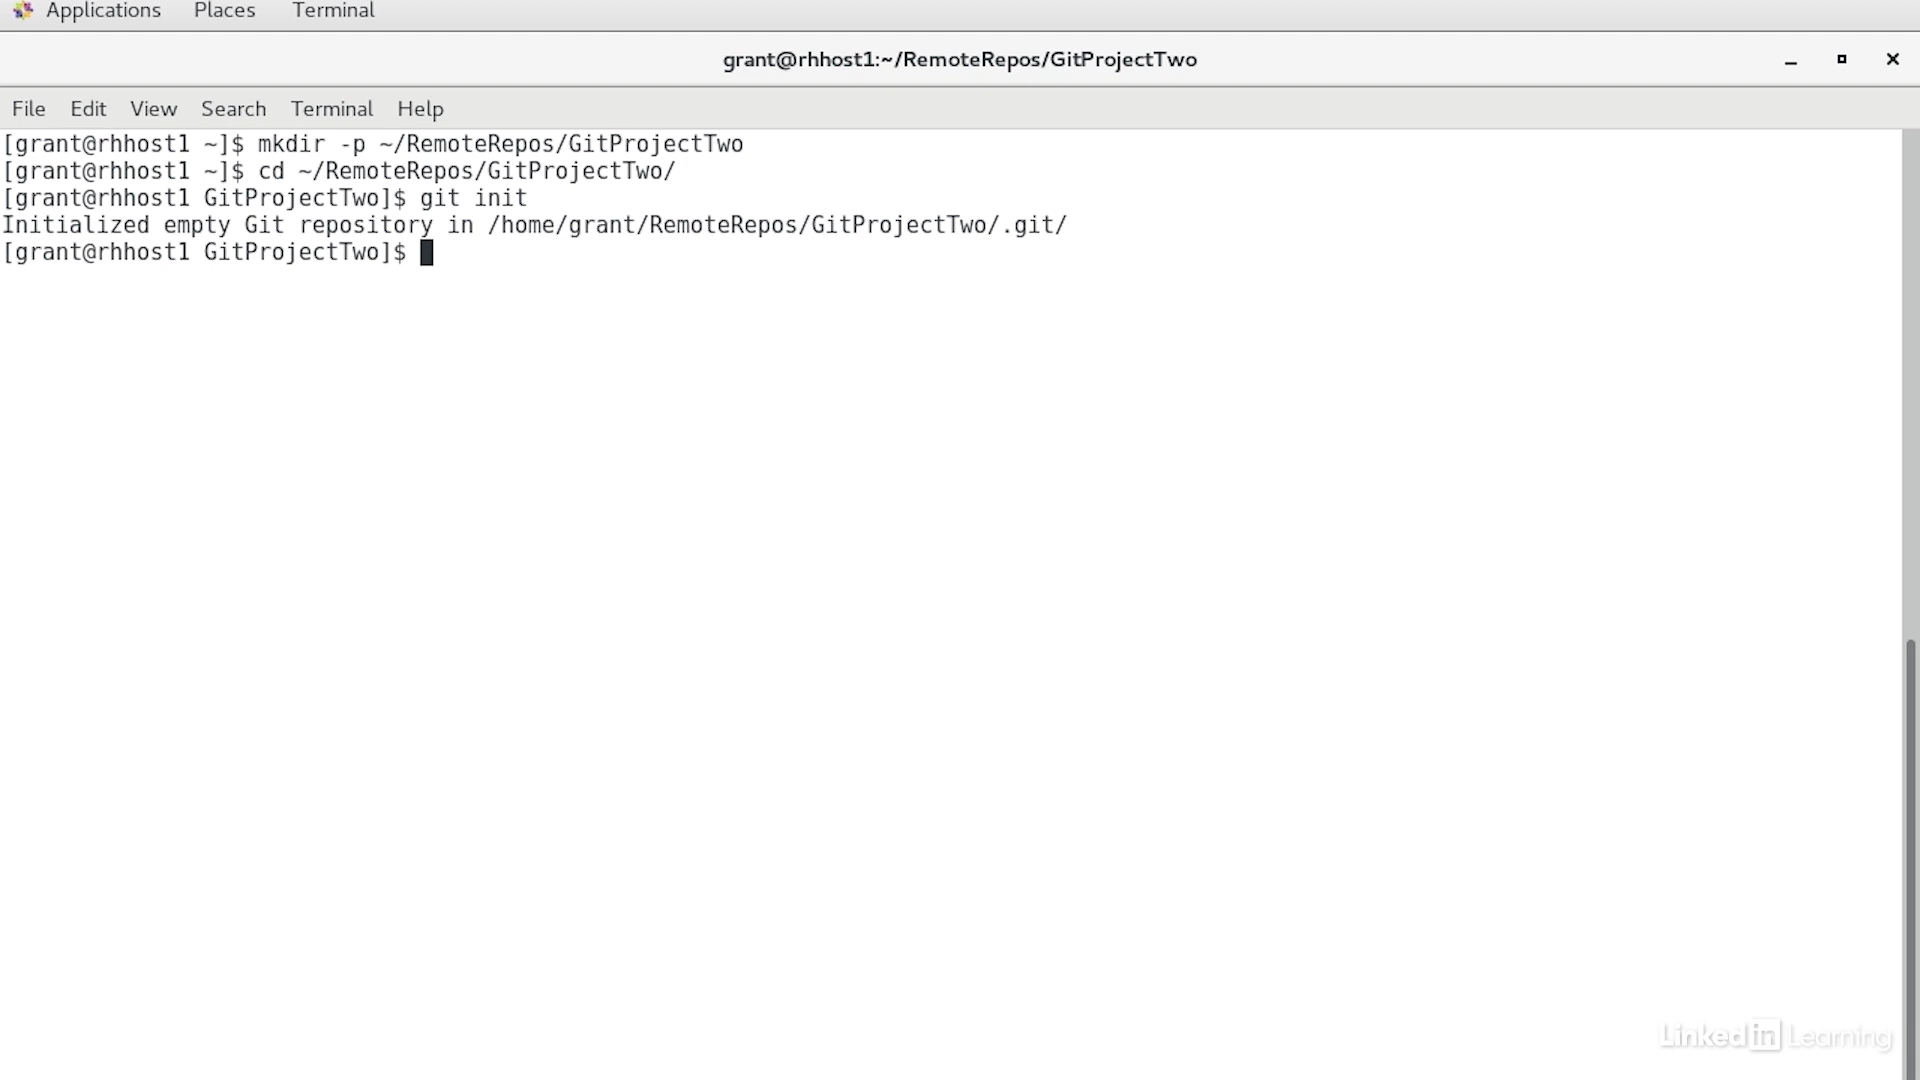 Applications Places Terminal
grant@rhhost1:~/RemoteRepos/GitProjectTwo
File Edit View Search Terminal Help
[grant@rhhost1 ~]$ mkdir -p ~/RemoteRepos/GitProjectTwo
[grant@rhhost1 ~]$ cd ~/RemoteRepos/GitProjectTwo/
[grant@rhhost1 GitProjectTwo]$ git init
Initialized empty Git repository in /home/grant/RemoteRepos/GitProjectTwo/.git/
[grant@rhhost1 GitProjectTwo]$
Linked in Learning